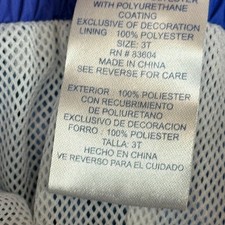 WITH POLYURETHANE
COATING
EXCLUSIVE OF DECORATION
LINING : 100% POLYESTER
SIZE: 3T
RN # 83604
MADE IN CHINA
SEE REVERSE FOR CARE
EXTERIOR : 100% POLIESTER
CON RECUBRIMENTO
DE POLIURETANO
EXCLUSIVO DE DECORACION
FORRO : 100% POLIESTER
TALLA: 3T
HECHO EN CHINA
VE REVERSO PARA EL CUIDADO